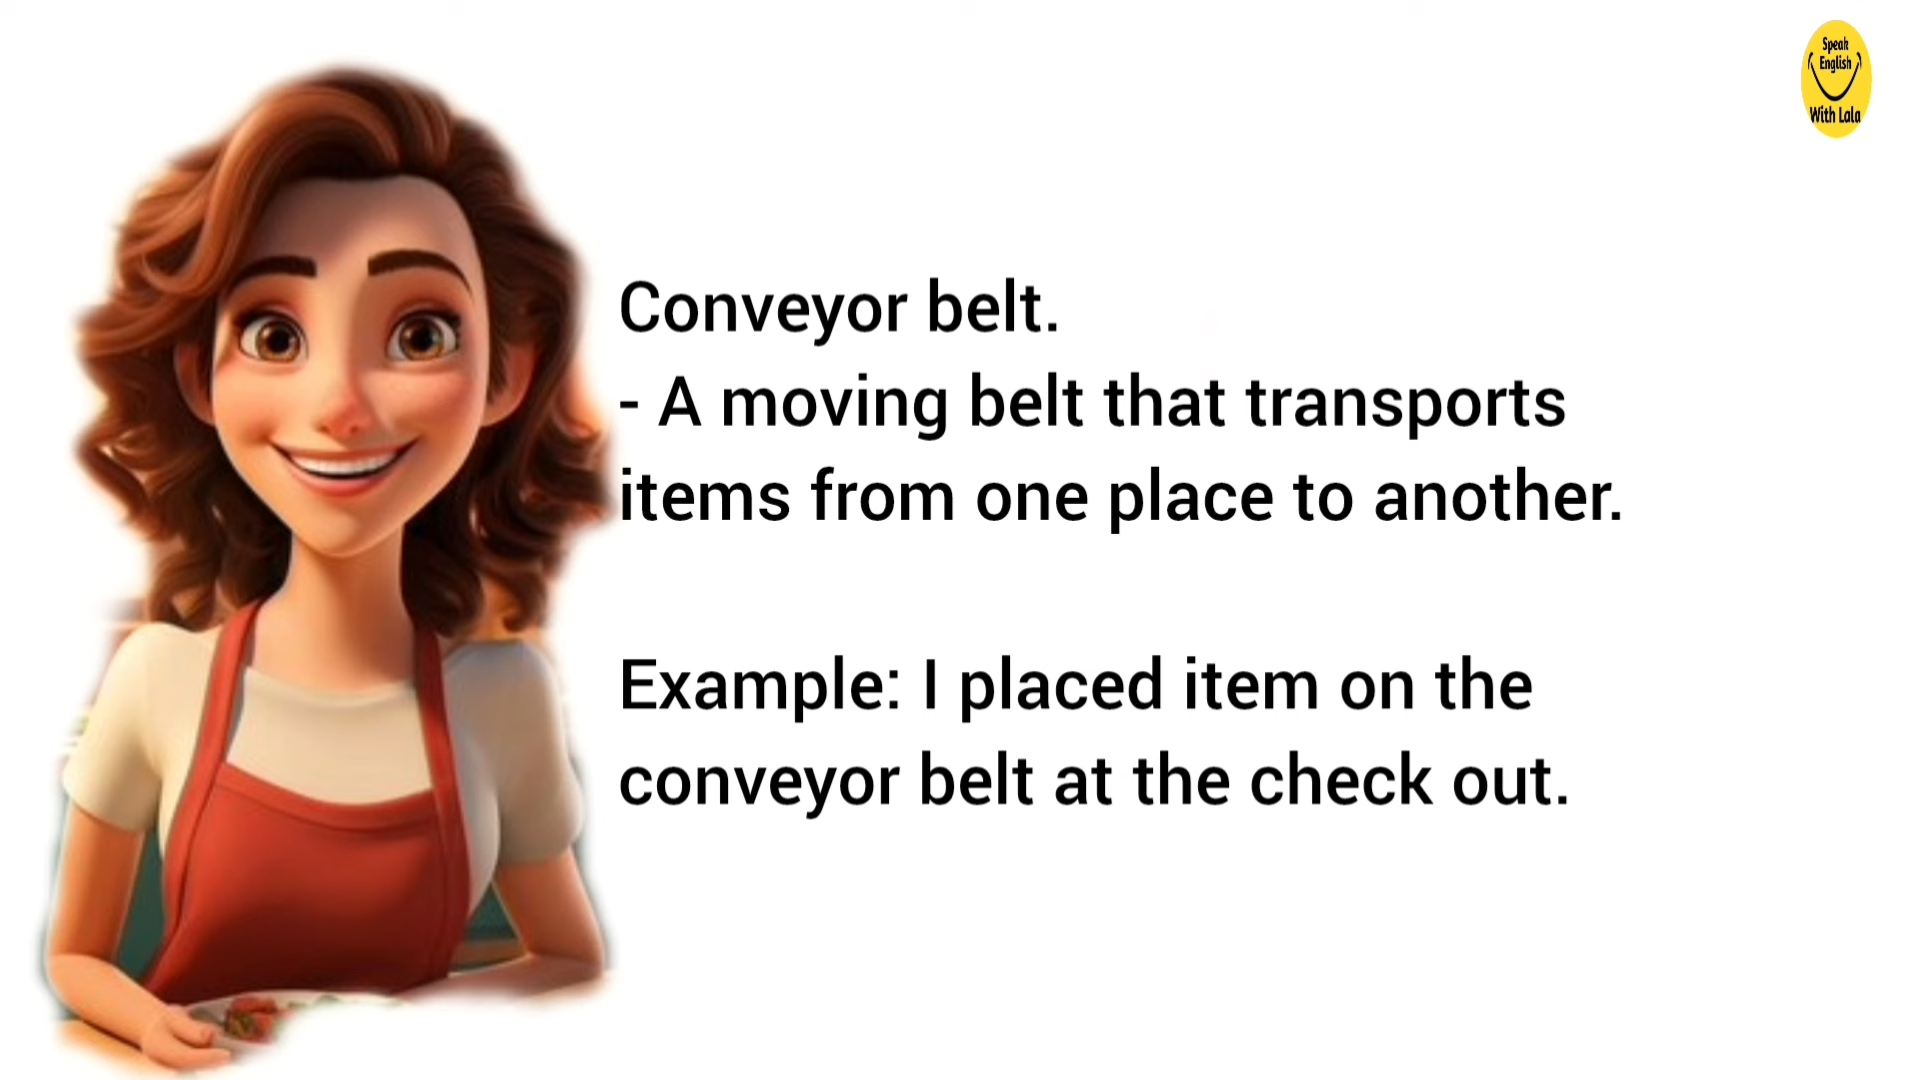 Speak
English
With Lala
Conveyor belt.
- A moving belt that transports
items from one place to another.
Example: I placed item on the
conveyor belt at the check out.